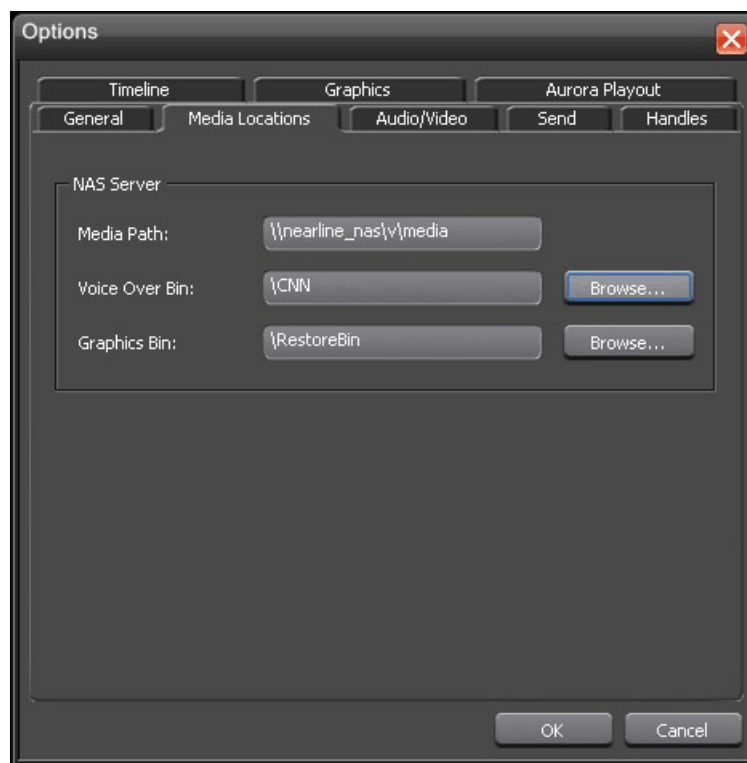 Options
Timeline Graphics Aurora Playout
General Media Locations Audio/Video Send Handles
NAS Server
Media Path: \\nearline_nas\v\media
Voice Over Bin: \CNN Browse...
Graphics Bin: \RestoreBin Browse...
OK Cancel